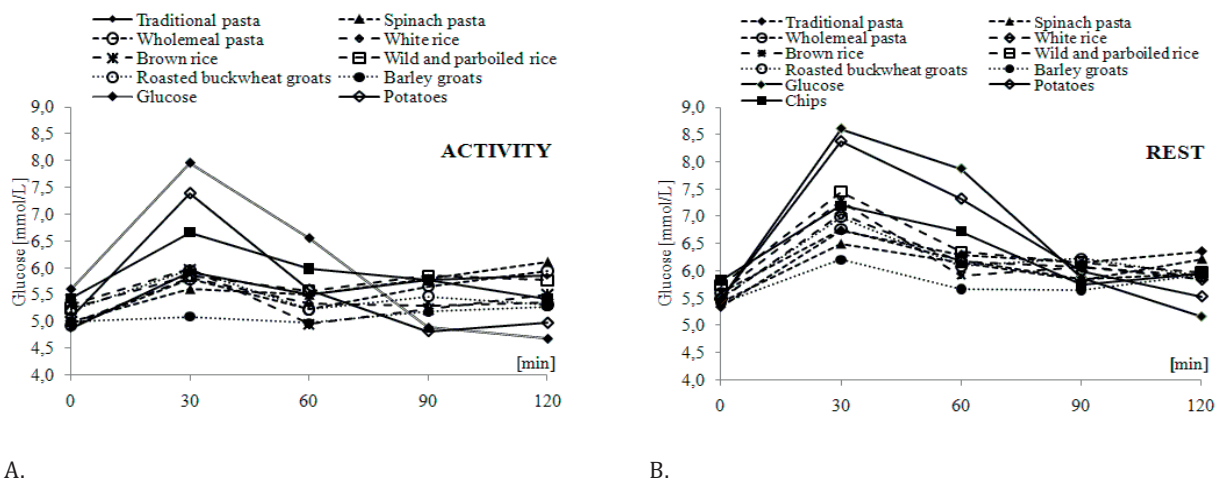 Traditional pasta Spinach pasta
Wholemeal pasta White rice
Brown rice Wild and parboiled rice
Roasted buckwheat groats Barley groats
Glucose Potatoes
9,0
8,5
8,0
7,5
7,0
6,5
6,0
5,5
5,0
4,5
4,0
Glucose [mmol/L]
ACTIVITY
[min]
0 30 60 90 120
A.
Traditional pasta Spinach pasta
Wholemeal pasta White rice
Brown rice Wild and parboiled rice
Roasted buckwheat groats Barley groats
Glucose Potatoes
Chips
9,0
8,5
8,0
7,5
7,0
6,5
6,0
5,5
5,0
4,5
4,0
Glucose [mmol/L]
REST
[min]
0 30 60 90 120
B.